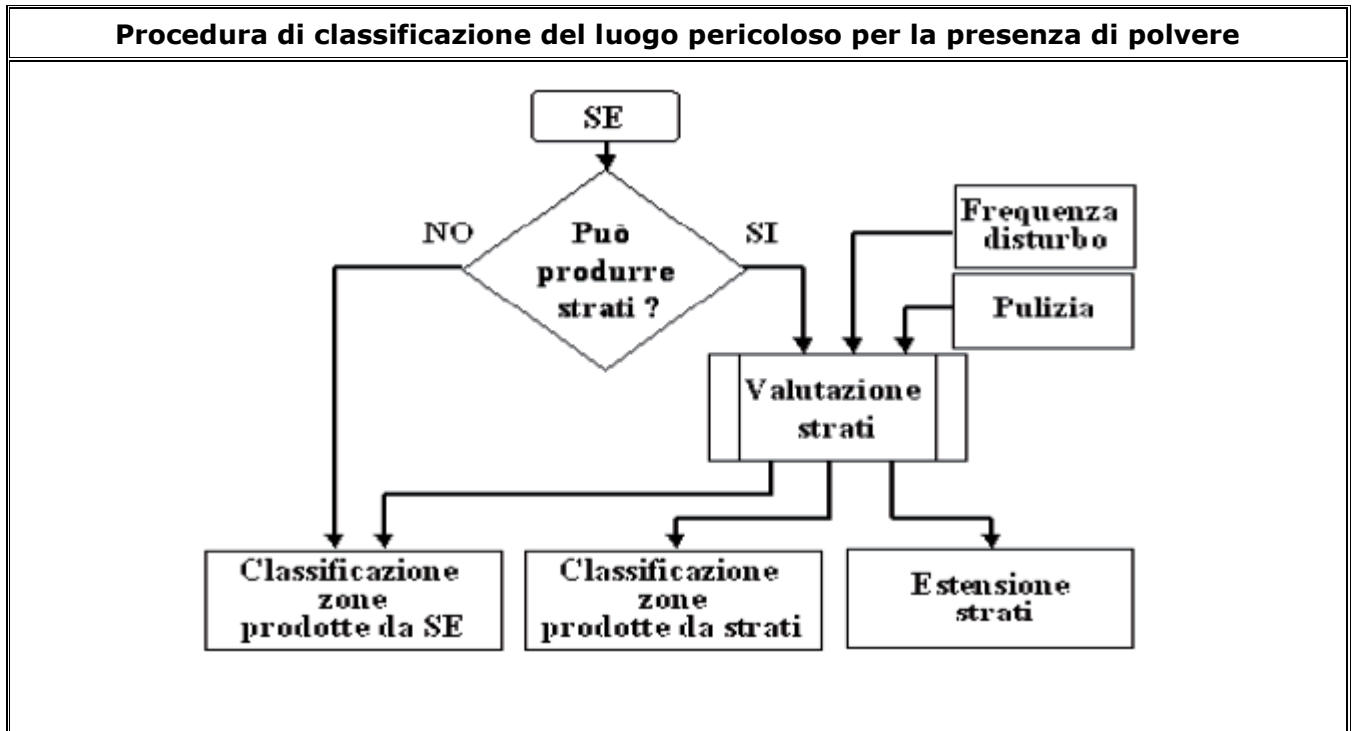 Procedura di classificazione del luogo pericoloso per la presenza di polvere
SE
NO
Può
produrre
strati ?
SI
Frequenza
disturbo
Pulizia
Valutazione
strati
Classificazione
zone
prodotte da SE
Classificazione
zone
prodotte da strati
Estensione
strati